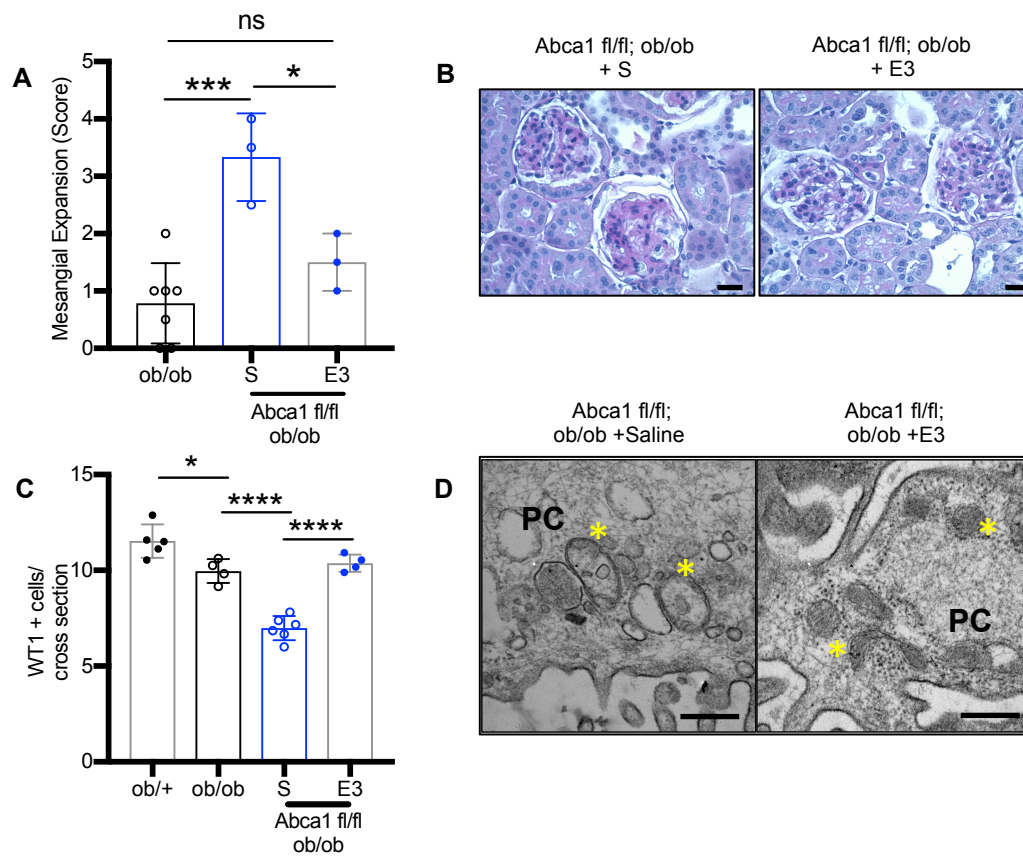 A
ns
***
*
Mesangial Expansion (Score)
5
4
3
2
1
0
ob/ob
S
E3
Abca1 fl/fl
ob/ob
B
Abca1 fl/fl; ob/ob
+ S
Abca1 fl/fl; ob/ob
+ E3
C
*
****
****
WT1 + cells/
cross section
15
10
5
0
ob/+
ob/ob
S
E3
Abca1 fl/fl
ob/ob
D
Abca1 fl/fl;
ob/ob +Saline
Abca1 fl/fl;
ob/ob +E3
PC
*
*
*
*
PC